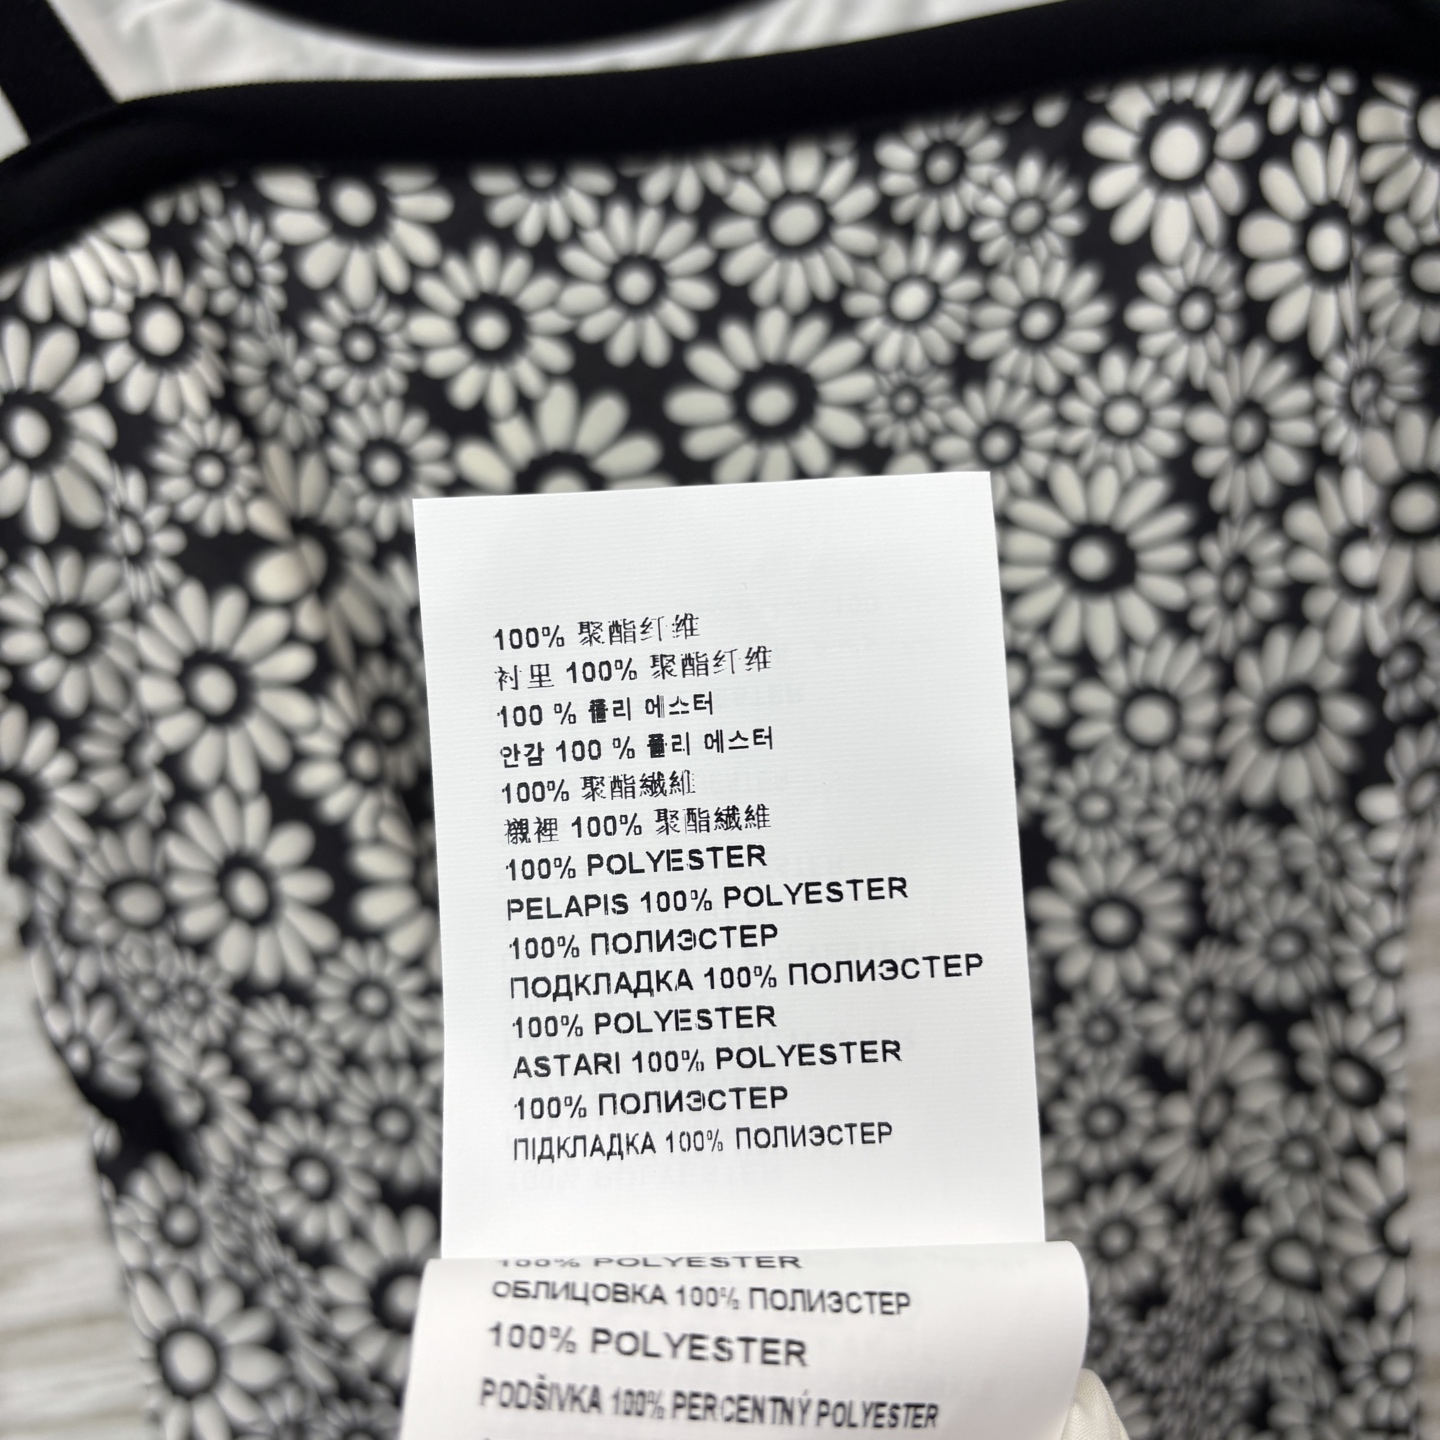 100% 聚酯纤维
衬里 100% 聚酯纤维
100 % 폴리 에스터
안감 100 % 폴리 에스터
100% 聚酯纖維
襯裡 100% 聚酯纖維
100% POLYESTER
PELAPIS 100% POLYESTER
100% ПОЛИЭСТЕР
ПОДКЛАДКА 100% ПОЛИЭСТЕР
100% POLYESTER
ASTARI 100% POLYESTER
100% ПОЛИЭСТЕР
ПІДКЛАДКА 100% ПОЛИЭСТЕР
100% POLYESTER
ОБЛИЦОВКА 100% ПОЛИЭСТЕР
100% POLYESTER
PODŠIVKA 100% PERCENTNÝ POLYESTER